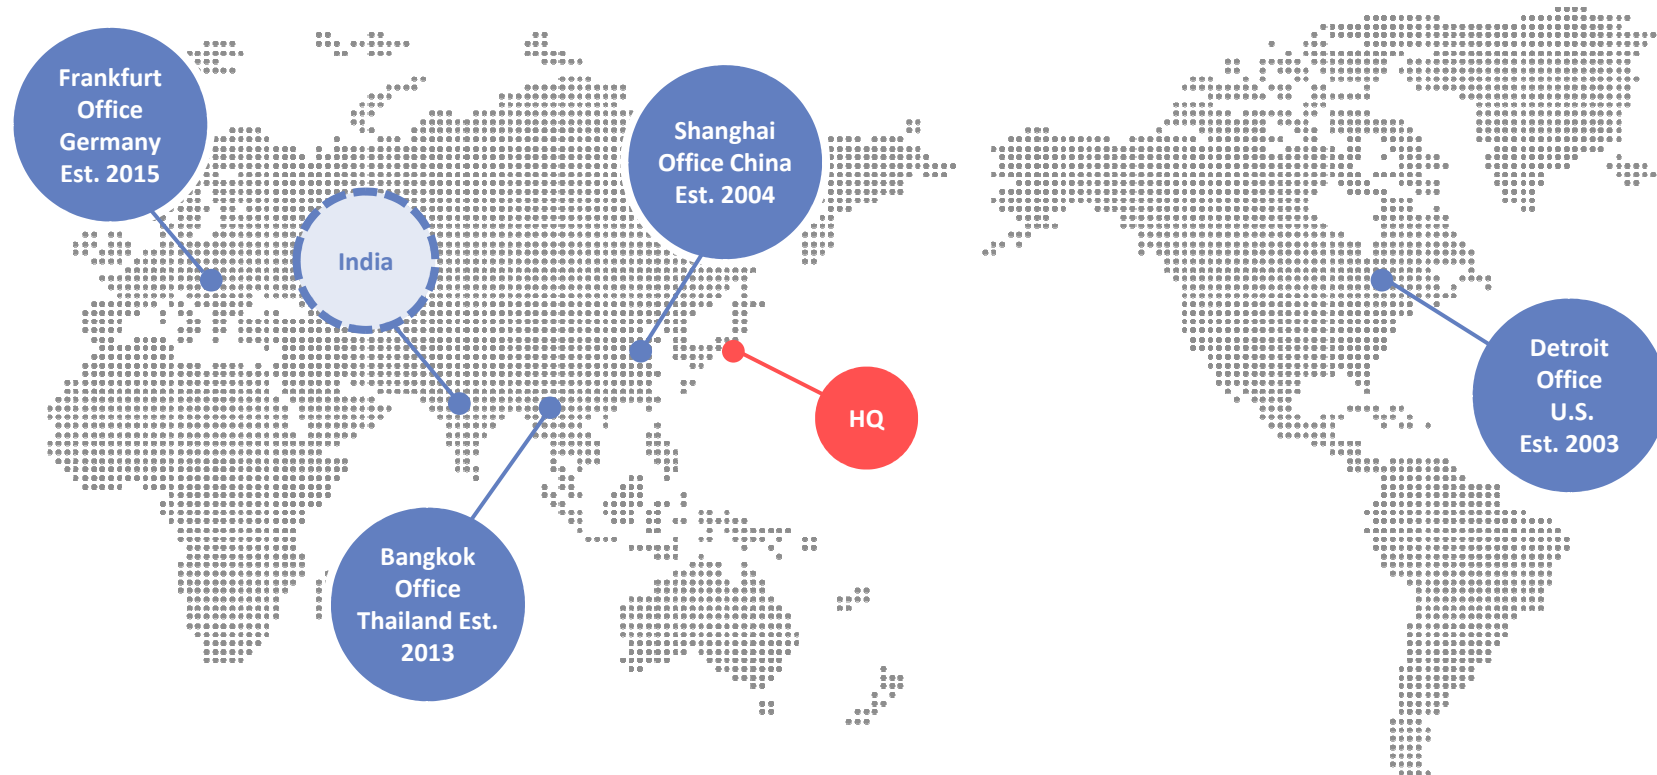 Frankfurt
Office
Germany
Est. 2015
Shanghai
Office China
Est. 2004
India
HQ
Detroit
Office
U.S.
Est. 2003
Bangkok
Office
Thailand Est.
2013